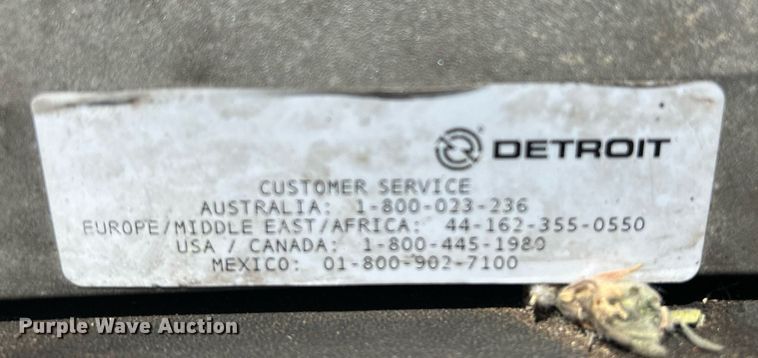 DETROIT
CUSTOMER SERVICE
AUSTRALIA: 1-800-023-236
EUROPE/MIDDLE EAST/AFRICA: 44-162-355-0550
USA / CANADA: 1-800-445-1980
MEXICO: 01-800-902-7100
Purple Wave Auction